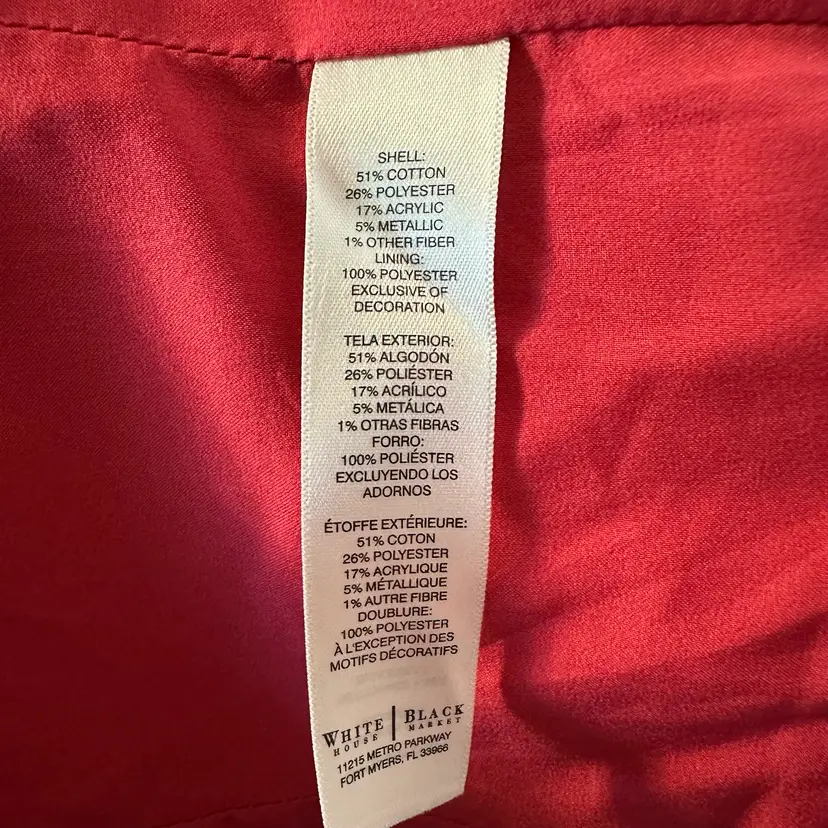 SHELL:
51% COTTON
26% POLYESTER
17% ACRYLIC
5% METALLIC
1% OTHER FIBER
LINING:
100% POLYESTER
EXCLUSIVE OF
DECORATION
TELA EXTERIOR:
51% ALGODÓN
26% POLIÉSTER
17% ACRÍLICO
5% METÁLICA
1% OTRAS FIBRAS
FORRO:
100% POLIÉSTER
EXCLUYENDO LOS
ADORNOS
ÉTOFFE EXTÉRIEURE:
51% COTON
26% POLYESTER
17% ACRYLIQUE
5% MÉTALLIQUE
1% AUTRE FIBRE
DOUBLURE:
100% POLYESTER
À L'EXCEPTION DES
MOTIFS DÉCORATIFS
WHITE | BLACK
HOUSE MARKET
11215 METRO PARKWAY
FORT MYERS, FL 33966